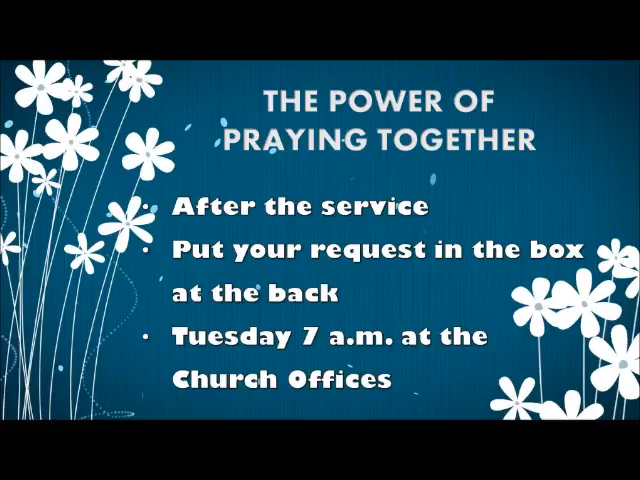 THE POWER OF
PRAYING TOGETHER
• After the service
• Put your request in the box
at the back
• Tuesday 7 a.m. at the
Church Offices